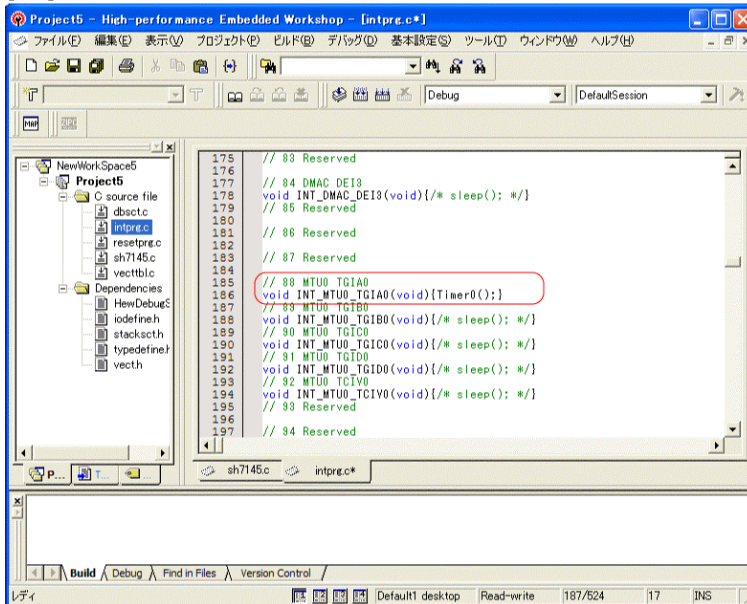 Project5 - High-performance Embedded Workshop - [intprg.c*]
ファイル(F) 編集(E) 表示(V) プロジェクト(P) ビルド(B) デバッグ(D) 基本設定(S) ツール(T) ウィンドウ(W) ヘルプ(H)
Debug
DefaultSession
MAP
NewWorkSpace5
Project5
C source file
dbsct.c
intprg.c
resetprg.c
sh7145.c
vecttbl.c
Dependencies
HewDebugS
iodefine.h
stacksct.h
typedefine.h
vect.h
175 // 83 Reserved
176
177 // 84 DMAC DEI3
178 void INT_DMAC_DEI3(void){/* sleep(); */}
179 // 85 Reserved
180
181 // 86 Reserved
182
183 // 87 Reserved
184
185 // 88 MTU0 TGIA0
186 void INT_MTU0_TGIA0(void){Timer0();}
187 // 89 MTU0 TGIB0
188 void INT_MTU0_TGIB0(void){/* sleep(); */}
189 // 90 MTU0 TGIC0
190 void INT_MTU0_TGIC0(void){/* sleep(); */}
191 // 91 MTU0 TGID0
192 void INT_MTU0_TGID0(void){/* sleep(); */}
193 // 92 MTU0 TCIV0
194 void INT_MTU0_TCIV0(void){/* sleep(); */}
195 // 93 Reserved
196
197 // 94 Reserved
P... T... ...
sh7145.c intprg.c*
Build Debug Find in Files Version Control
レディ Default1 desktop Read-write 187/524 17 INS